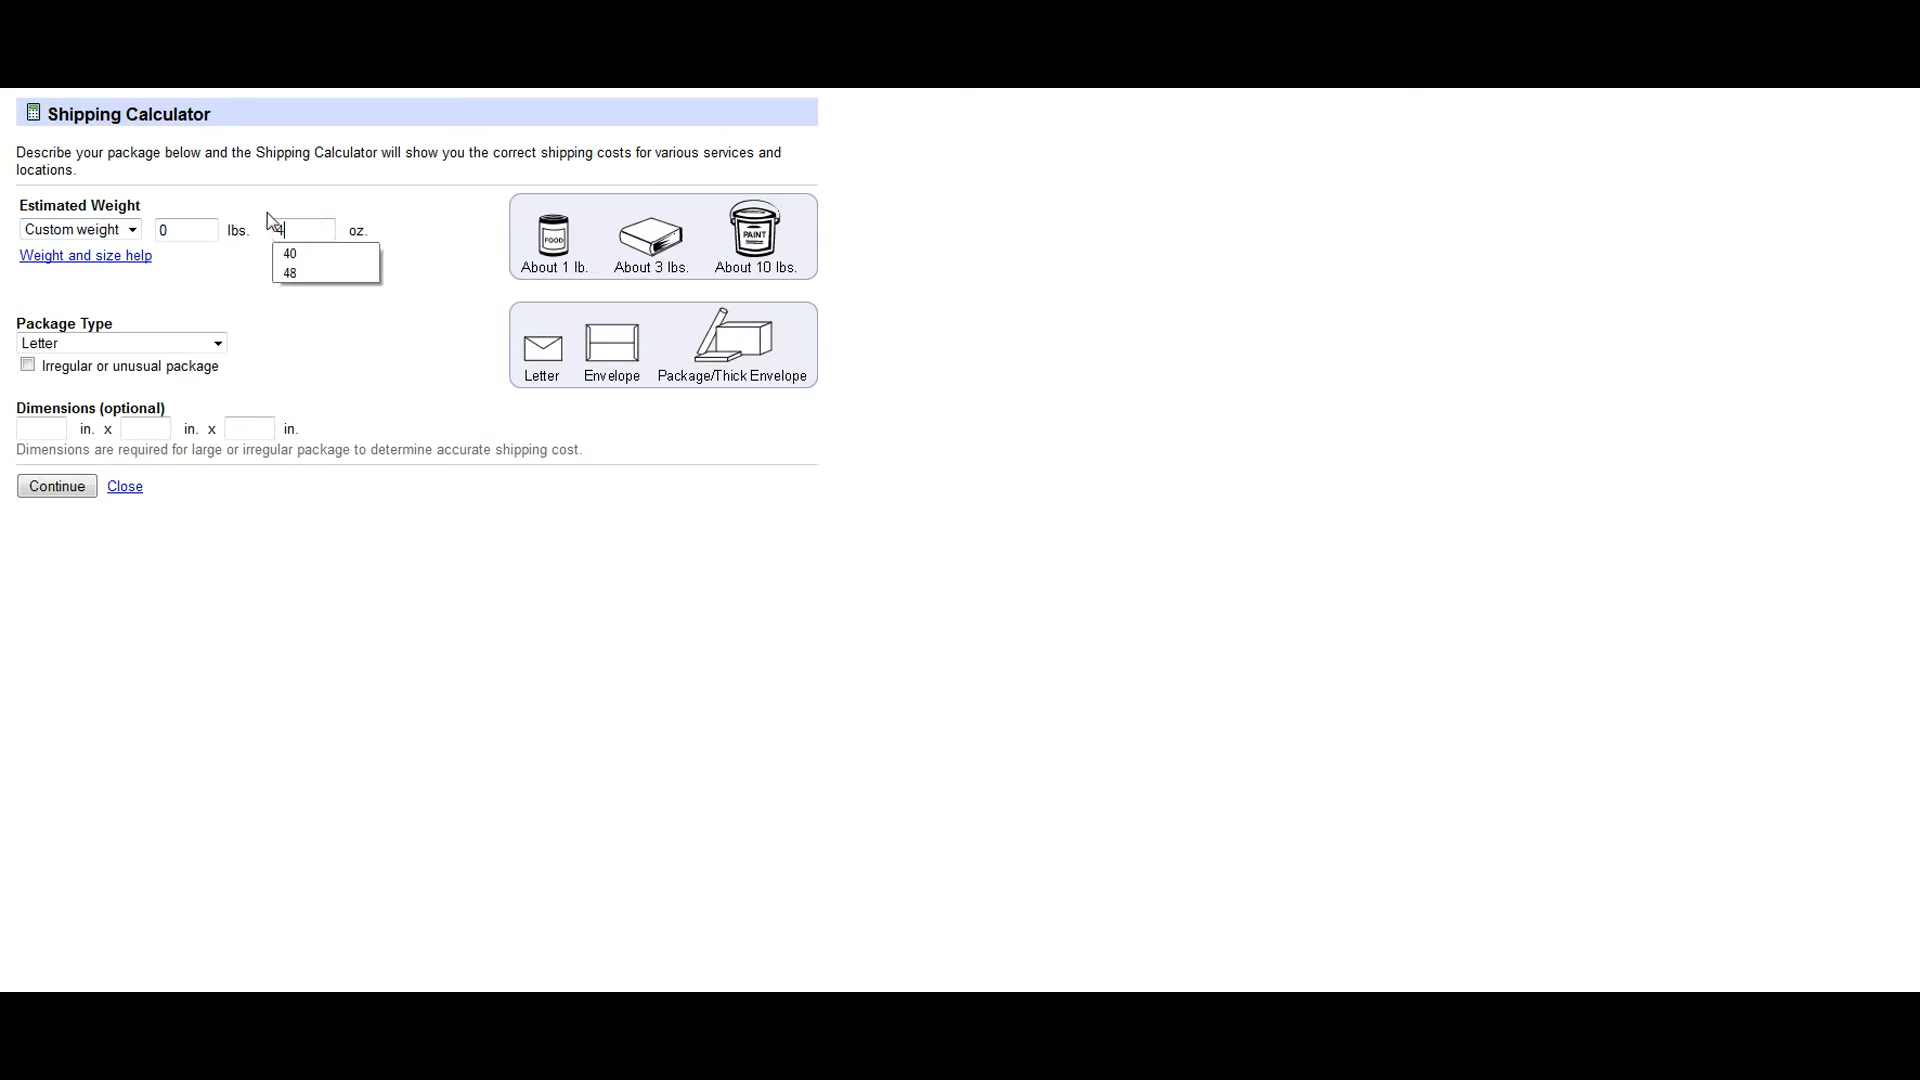 Shipping Calculator
Describe your package below and the Shipping Calculator will show you the correct shipping costs for various services and
locations.
Estimated Weight
Custom weight 0 lbs. 4 oz.
40
48
Weight and size help
FOOD PAINT
About 1 lb. About 3 lbs. About 10 lbs.
Package Type
Letter
Irregular or unusual package
Letter Envelope Package/Thick Envelope
Dimensions (optional)
in. x in. x in.
Dimensions are required for large or irregular package to determine accurate shipping cost.
Continue Close